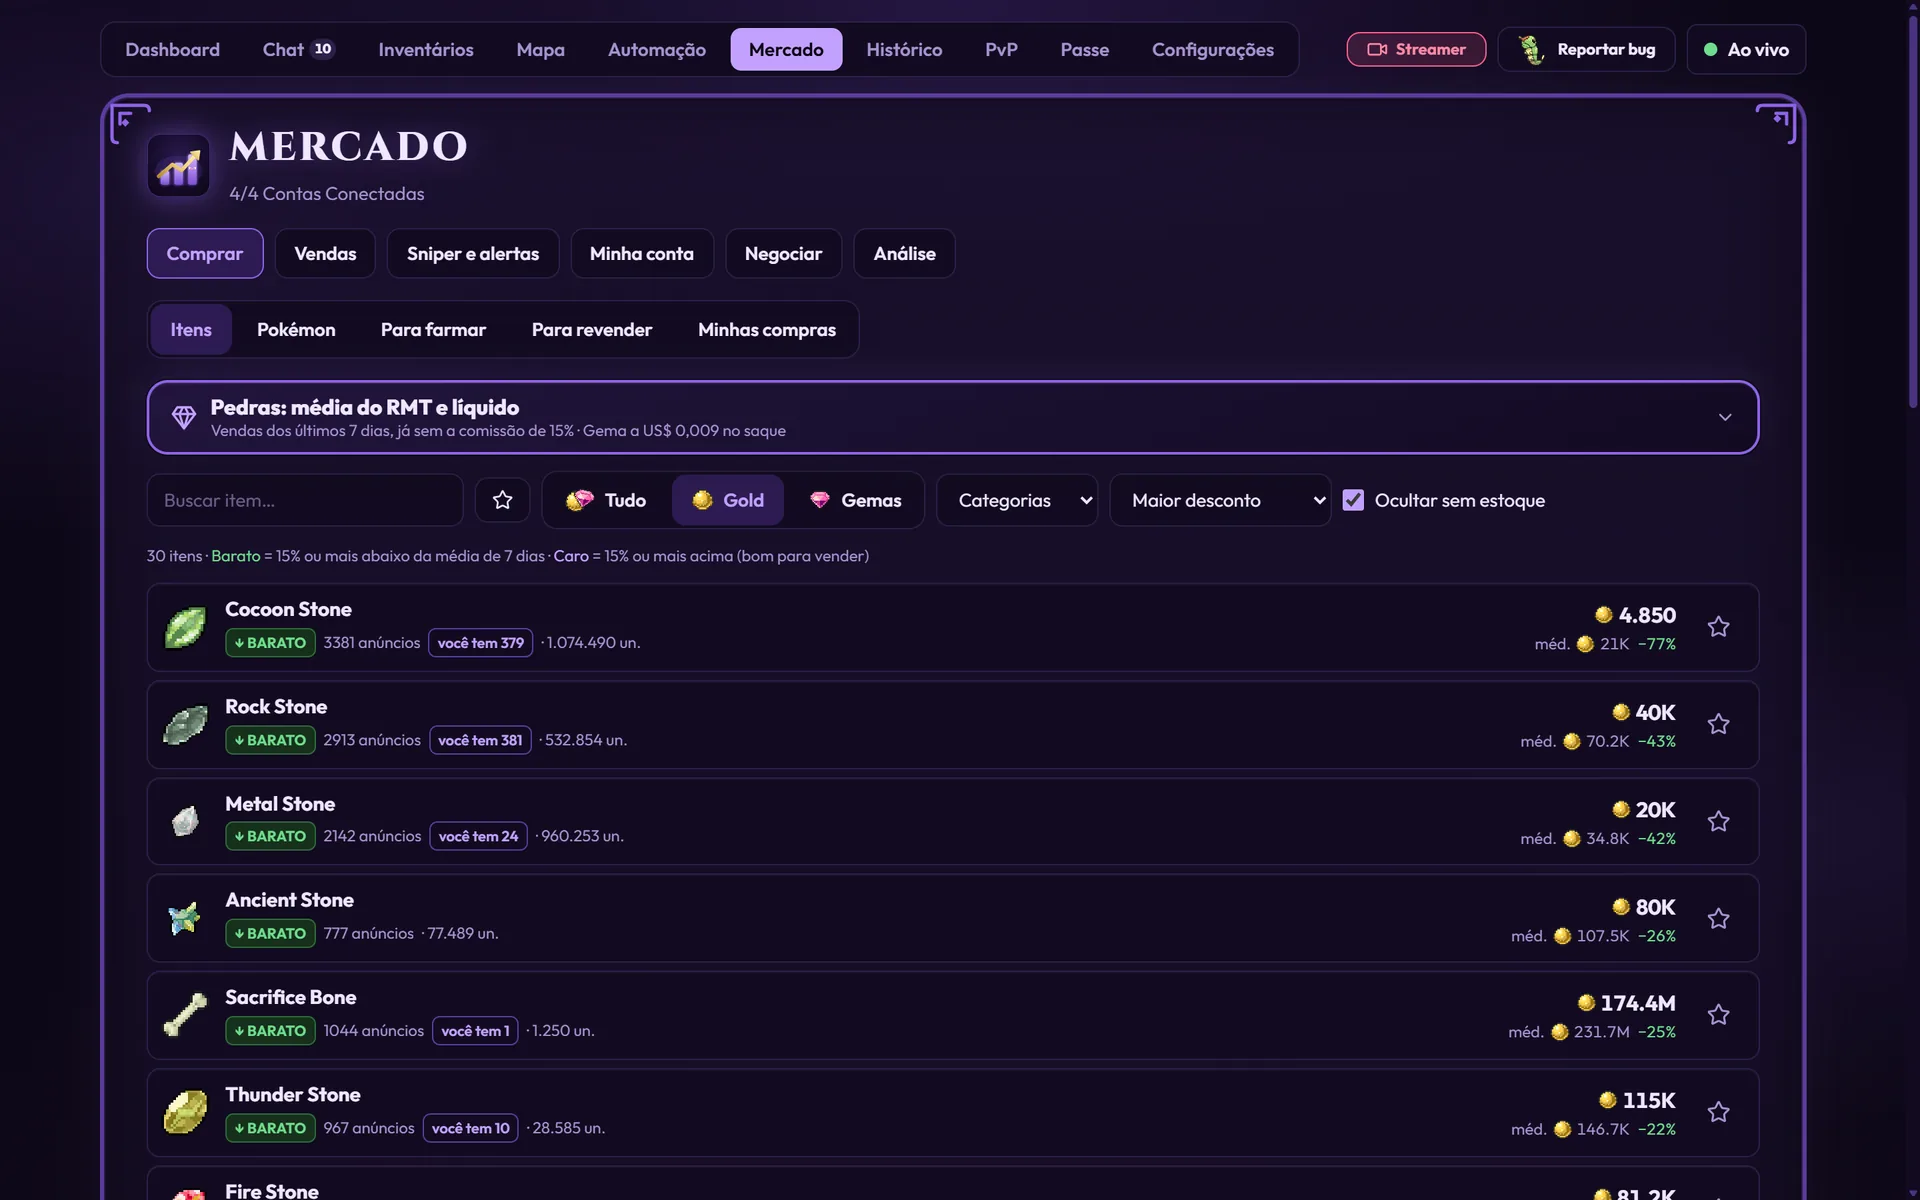 Dashboard Chat 10 Inventários Mapa Automação Mercado Histórico PvP Passe Configurações Streamer Reportar bug Ao vivo
MERCADO
4/4 Contas Conectadas
Comprar Vendas Sniper e alertas Minha conta Negociar Análise
Itens Pokémon Para farmar Para revender Minhas compras
Pedras: média do RMT e líquido
Vendas dos últimos 7 dias, já sem a comissão de 15% · Gema a US$ 0,009 no saque
Buscar item... Tudo Gold Gemas Categorias Maior desconto Ocultar sem estoque
30 itens · Barato = 15% ou mais abaixo da média de 7 dias · Caro = 15% ou mais acima (bom para vender)
Cocoon Stone 4.850
↓ BARATO 3381 anúncios você tem 379 · 1.074.490 un. méd. 21K −77%
Rock Stone 40K
↓ BARATO 2913 anúncios você tem 381 · 532.854 un. méd. 70.2K −43%
Metal Stone 20K
↓ BARATO 2142 anúncios você tem 24 · 960.253 un. méd. 34.8K −42%
Ancient Stone 80K
↓ BARATO 777 anúncios · 77.489 un. méd. 107.5K −26%
Sacrifice Bone 174.4M
↓ BARATO 1044 anúncios você tem 1 · 1.250 un. méd. 231.7M −25%
Thunder Stone 115K
↓ BARATO 967 anúncios você tem 10 · 28.585 un. méd. 146.7K −22%
Fire Stone 81.2K